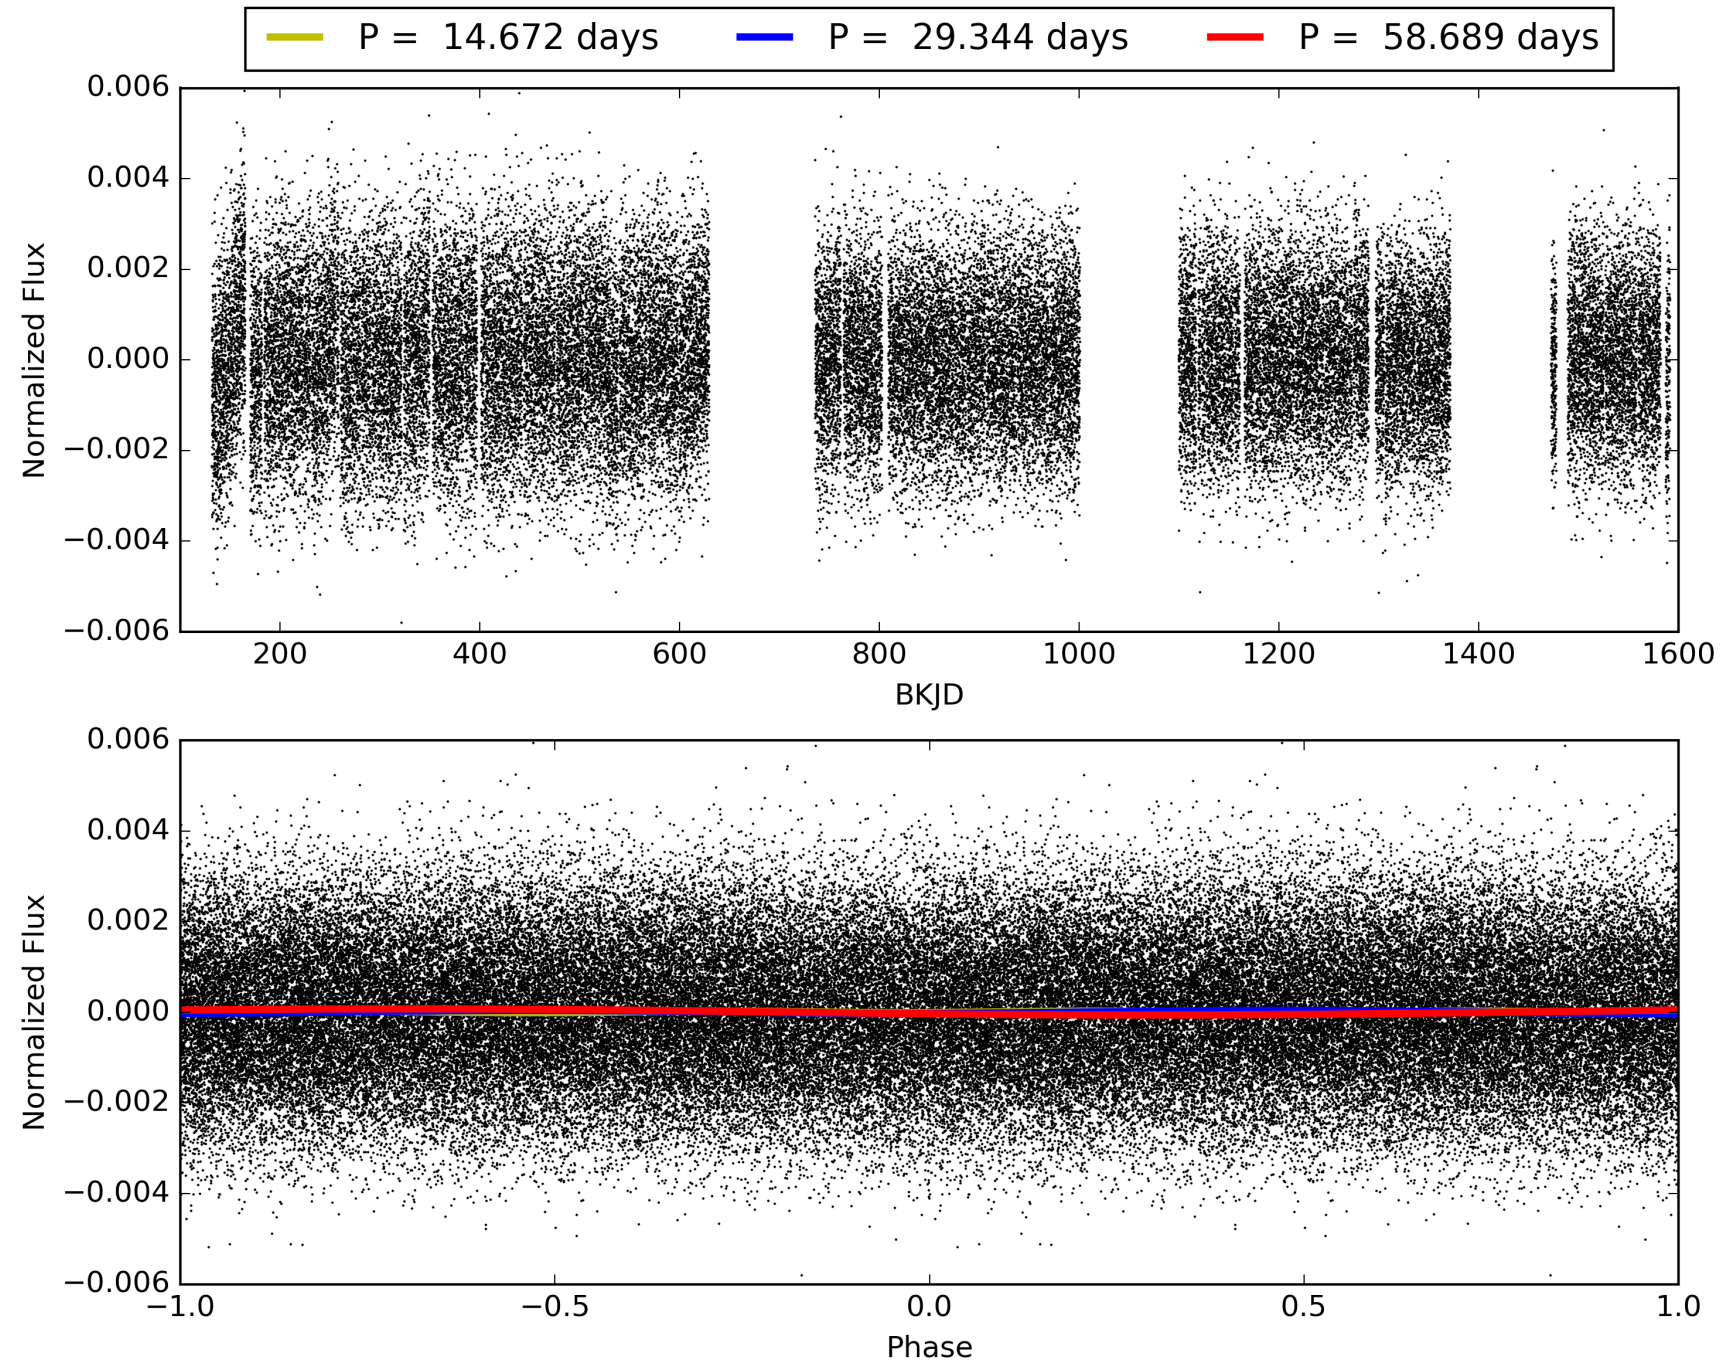 P = 14.672 days
P = 29.344 days
P = 58.689 days
0.006
0.004
0.002
0.000
−0.002
−0.004
−0.006
Normalized Flux
200 400 600 800 1000 1200 1400 1600
BKJD
0.006
0.004
0.002
0.000
−0.002
−0.004
−0.006
Normalized Flux
−1.0 −0.5 0.0 0.5 1.0
Phase